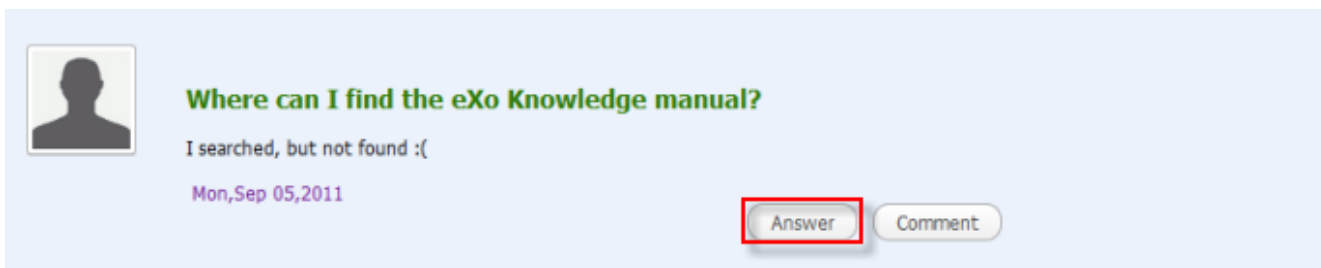 Where can I find the eXo Knowledge manual?
I searched, but not found :(
Mon,Sep 05,2011
Answer Comment